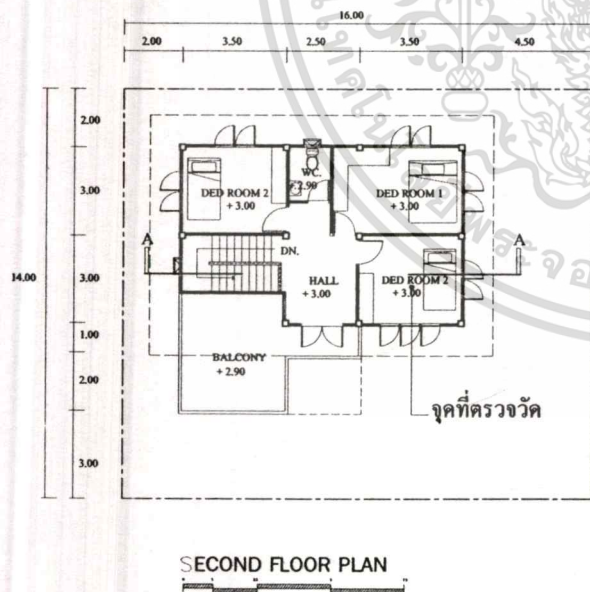 16.00
2.00 3.50 2.50 3.50 4.50
2.00
3.00
3.00
14.00
1.00
2.00
3.00
WC.
+2.90
DED ROOM 2
+ 3.00
DED ROOM 1
+ 3.00
A
DN.
A
HALL
+ 3.00
DED ROOM 2
+ 3.00
BALCONY
+ 2.90
จุดที่ตรวจวัด
SECOND FLOOR PLAN